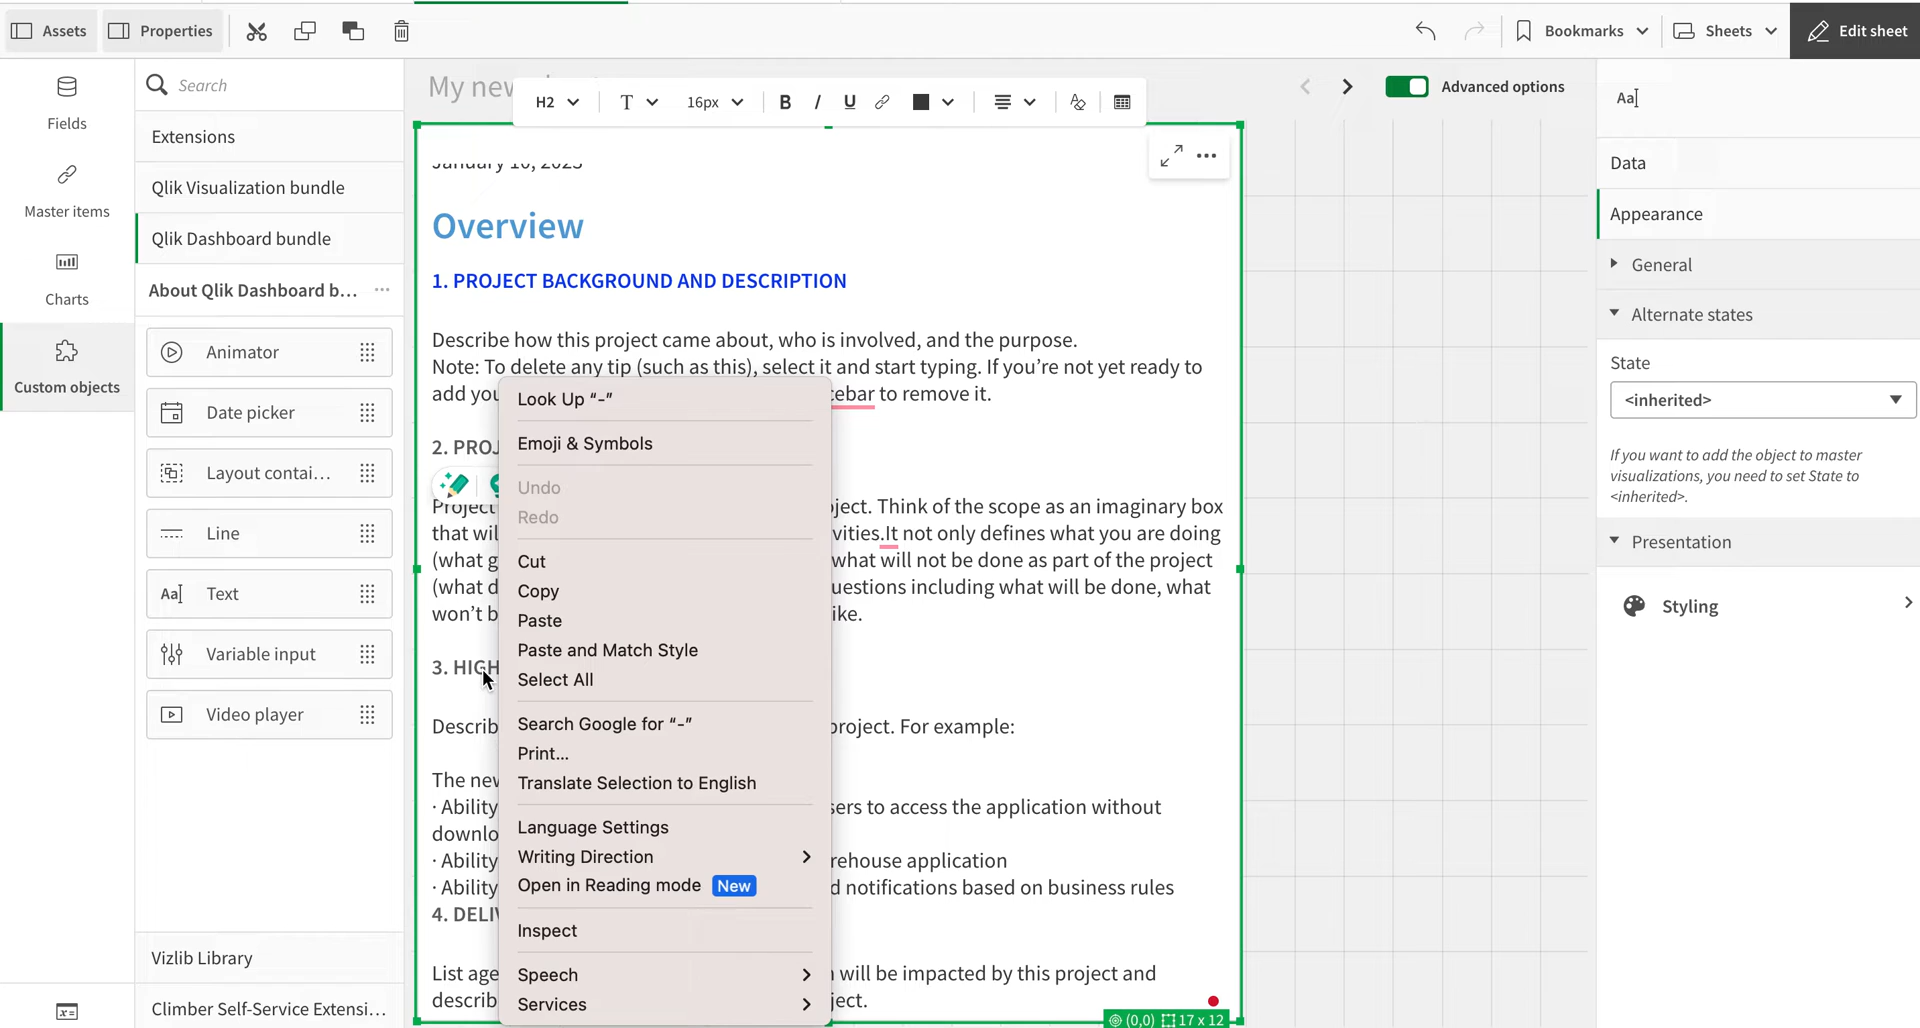 Assets
Properties
Bookmarks
Sheets
Edit sheet
Fields
Master items
Charts
Custom objects
Search
Extensions
Qlik Visualization bundle
Qlik Dashboard bundle
About Qlik Dashboard b...
Animator
Date picker
Layout contai...
Line
Aa Text
Variable input
Video player
Vizlib Library
Climber Self-Service Extensi...
My new
H2
T
16px
B
I
U
Advanced options
January 10, 2023
Overview
1. PROJECT BACKGROUND AND DESCRIPTION
Describe how this project came about, who is involved, and the purpose.
Note: To delete any tip (such as this), select it and start typing. If you’re not yet ready to
add you
cebar to remove it.
2. PROJ
Project
ject. Think of the scope as an imaginary box
that wil
vities.It not only defines what you are doing
(what g
what will not be done as part of the project
(what d
uestions including what will be done, what
won’t b
ike.
3. HIGH
Describ
project. For example:
The new
· Ability
sers to access the application without
downlo
· Ability
rehouse application
· Ability
d notifications based on business rules
4. DELIV
List age
will be impacted by this project and
describ
ject.
Look Up “-”
Emoji & Symbols
Undo
Redo
Cut
Copy
Paste
Paste and Match Style
Select All
Search Google for “-”
Print...
Translate Selection to English
Language Settings
Writing Direction
Open in Reading mode New
Inspect
Speech
Services
(0,0) 17 x 12
Aa
Data
Appearance
General
Alternate states
State
<inherited>
If you want to add the object to master
visualizations, you need to set State to
<inherited>.
Presentation
Styling